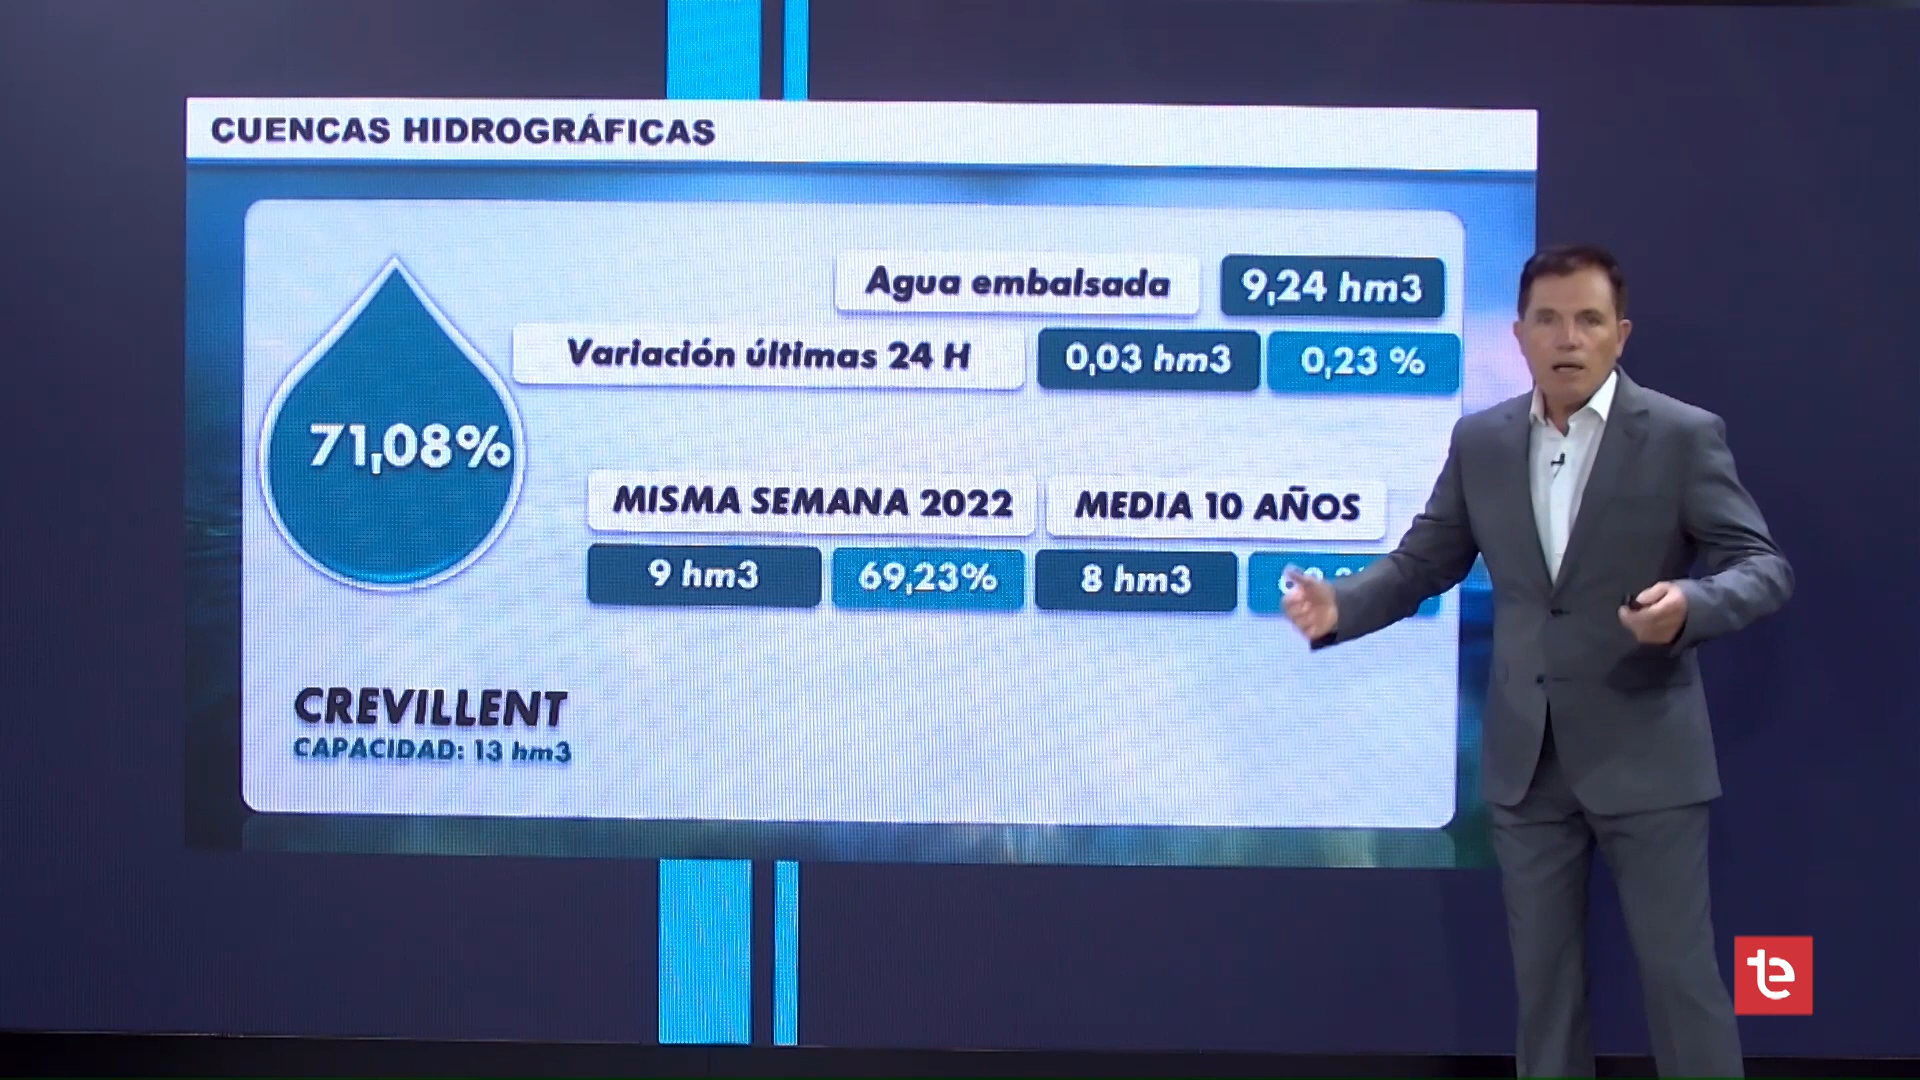 CUENCAS HIDROGRÁFICAS
Agua embalsada 9,24 hm3
Variación últimas 24 H 0,03 hm3 0,23 %
71,08%
MISMA SEMANA 2022 MEDIA 10 AÑOS
9 hm3 69,23% 8 hm3
CREVILLENT
CAPACIDAD: 13 hm3
te